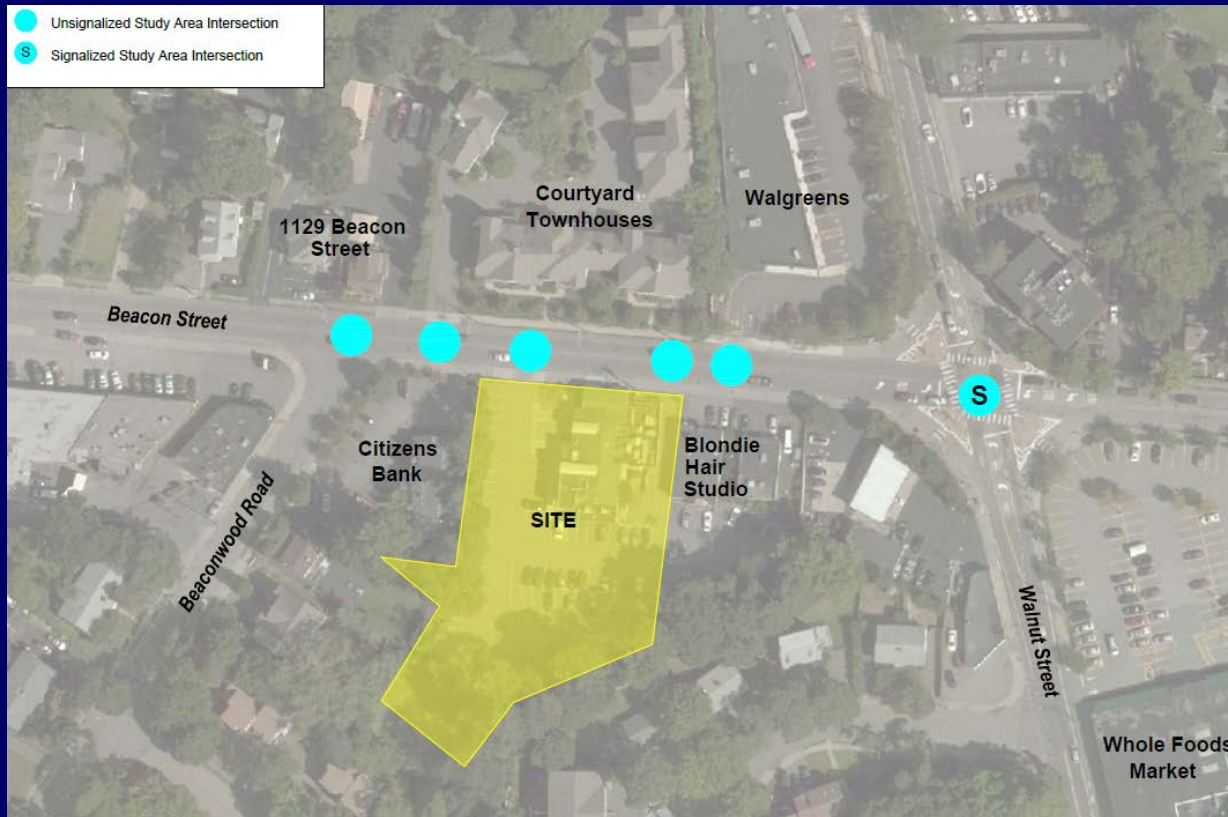 Unsignalized Study Area Intersection
S
Signalized Study Area Intersection
Courtyard
Townhouses
Walgreens
1129 Beacon
Street
Beacon Street
S
Citizens
Bank
Blondie
Hair
Studio
SITE
Beaconwood Road
Walnut Street
Whole Foods
Market